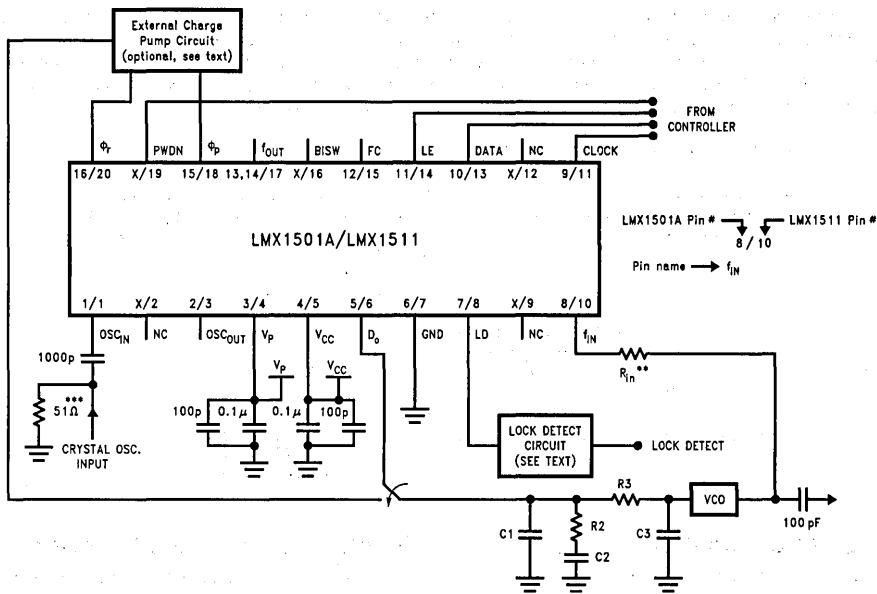 External Charge
Pump Circuit
(optional, see text)
FROM
CONTROLLER
ϕr PWDN ϕp fOUT BISW FC LE DATA NC CLOCK
16/20 X/19 15/18 13,14/17 X/16 12/15 11/14 10/13 X/12 9/11
LMX1501A/LMX1511
LMX1501A Pin # LMX1511 Pin #
8 / 10
Pin name fIN
1/1 X/2 2/3 3/4 4/5 5/6 6/7 7/8 X/9 8/10
OSCIN NC OSCOUT VP VCC Do GND LD NC fIN
1000p
VP VCC
Rin**
51Ω ***
100p 0.1μ 0.1μ 100p
CRYSTAL OSC.
INPUT
LOCK DETECT
CIRCUIT
(SEE TEXT)
LOCK DETECT
R3
VCO
100 pF
C1 R2 C3
C2